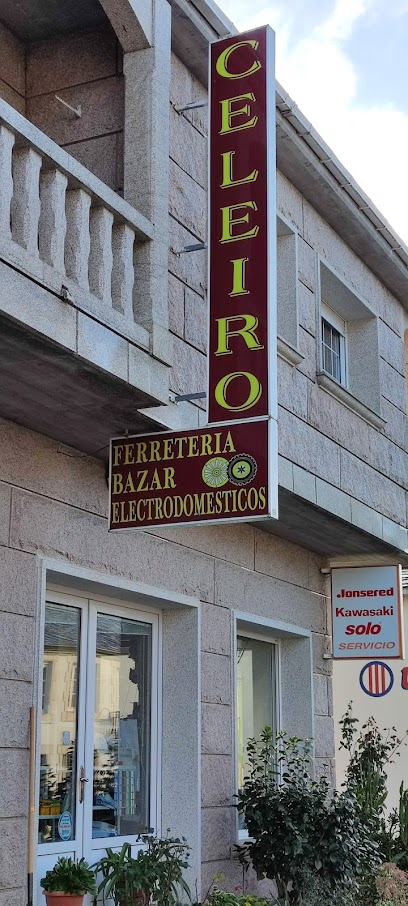 CELEIRO
FERRETERIA
BAZAR
ELECTRODOMESTICOS
Jonsered
Kawasaki
solo
SERVICIO